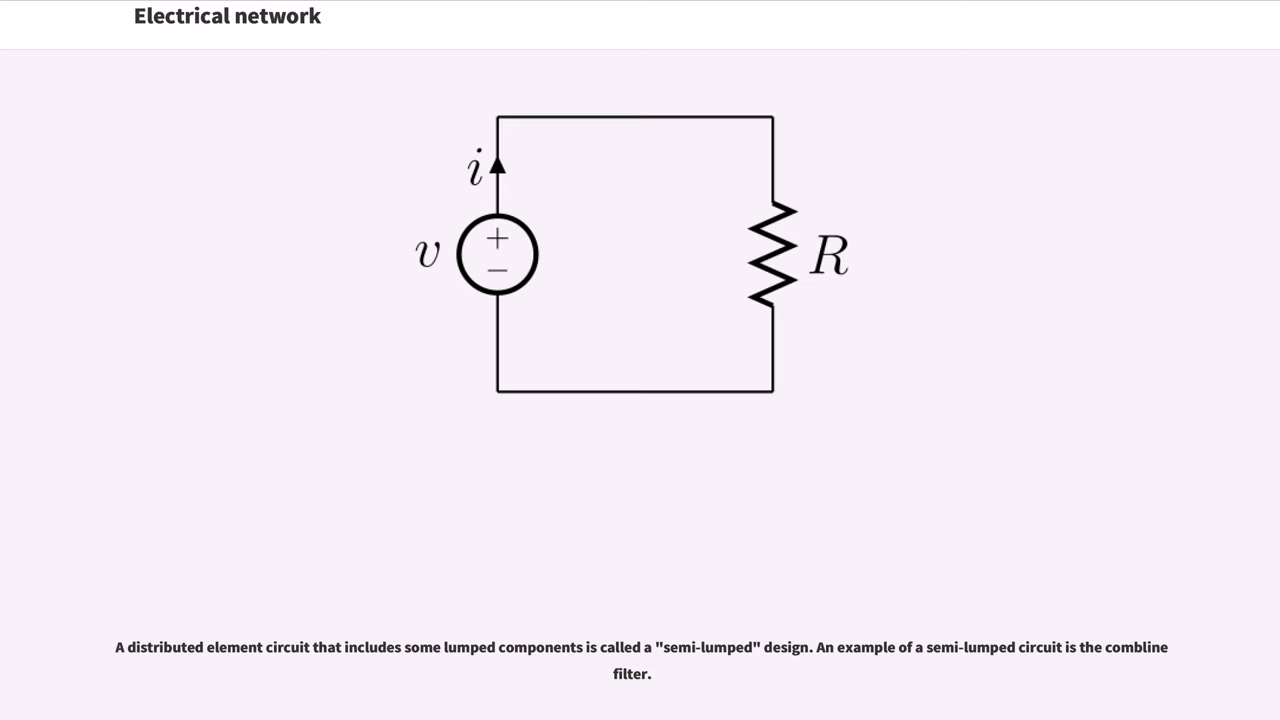 Electrical network
i
v
+
−
R
A distributed element circuit that includes some lumped components is called a "semi-lumped" design. An example of a semi-lumped circuit is the combline
filter.